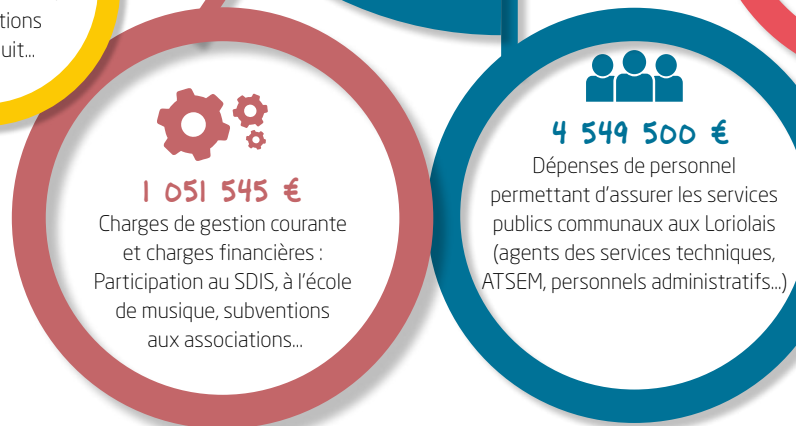 tions
uit...
1 051 545 €
Charges de gestion courante
et charges financières :
Participation au SDIS, à l'école
de musique, subventions
aux associations...
4 549 500 €
Dépenses de personnel
permettant d'assurer les services
publics communaux aux Loriolais
(agents des services techniques,
ATSEM, personnels administratifs...)